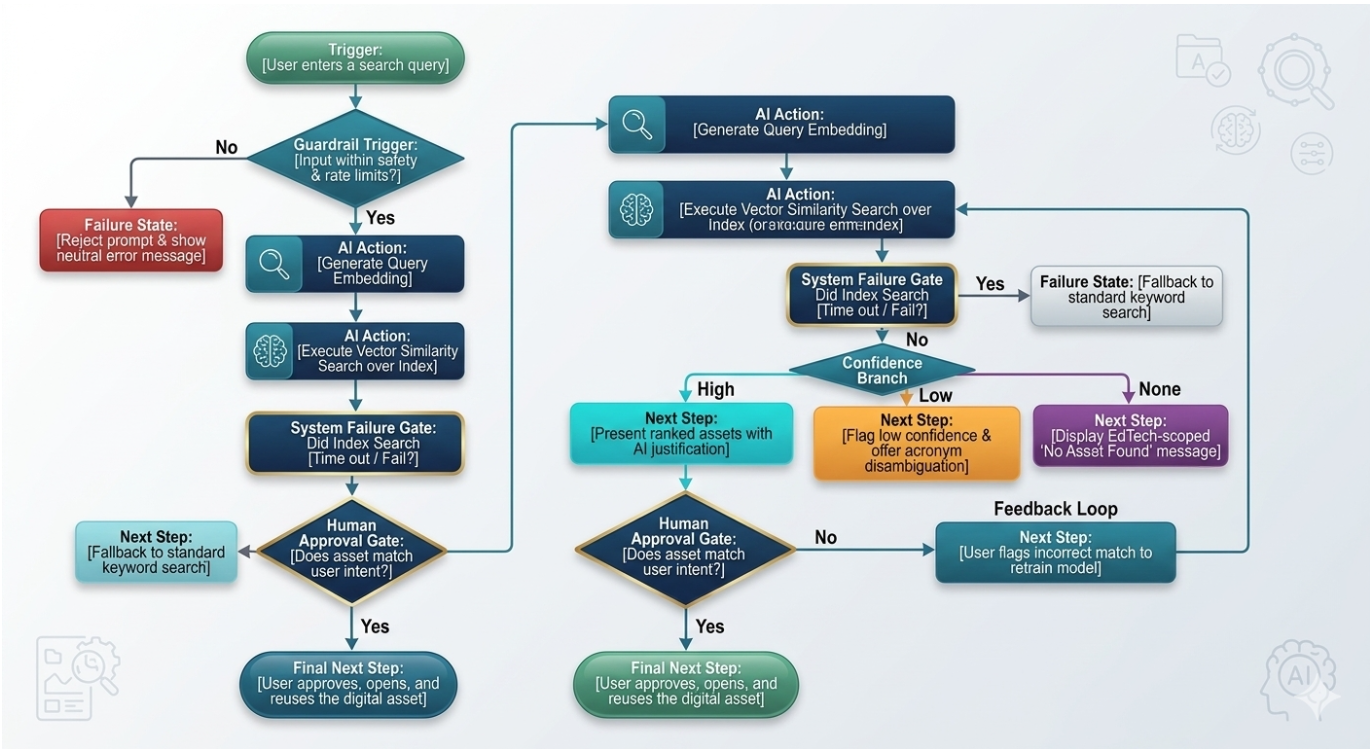 Trigger:
[User enters a search query]
Guardrail Trigger:
[Input within safety
& rate limits?]
No
Failure State:
[Reject prompt & show
neutral error message]
Yes
AI Action:
[Generate Query
Embedding]
AI Action:
[Execute Vector Similarity
Search over Index]
System Failure Gate:
Did Index Search
[Time out / Fail?]
Human
Approval Gate:
[Does asset match
user intent?]
Next Step:
[Fallback to standard
keyword search]
Yes
Final Next Step:
[User approves, opens, and
reuses the digital asset]
AI Action:
[Generate Query Embedding]
AI Action:
[Execute Vector Similarity Search over
Index
System Failure Gate
Did Index Search
[Time out / Fail?]
Yes
Failure State: [Fallback to
standard keyword
search]
No
Confidence
Branch
High
Next Step:
[Present ranked assets with
AI justification]
Low
Next Step:
[Flag low confidence &
offer acronym
disambiguation]
None
Next Step:
[Display EdTech-scoped
'No Asset Found' message]
Human
Approval Gate:
[Does asset match
user intent?]
No
Feedback Loop
Next Step:
[User flags incorrect match to
retrain model]
Yes
Final Next Step:
[User approves, opens, and
reuses the digital asset]
A
AI